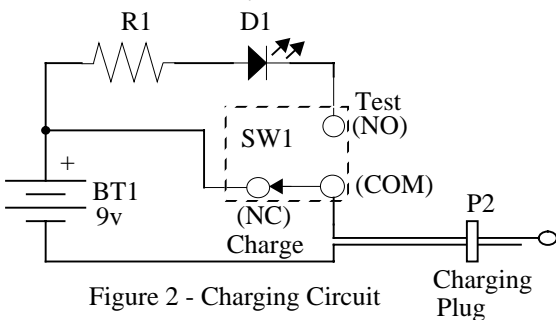 R1
D1
Test
(NO)
SW1
+
BT1
9v
(COM)
(NC)
Charge
P2
Charging
Plug
Figure 2 - Charging Circuit